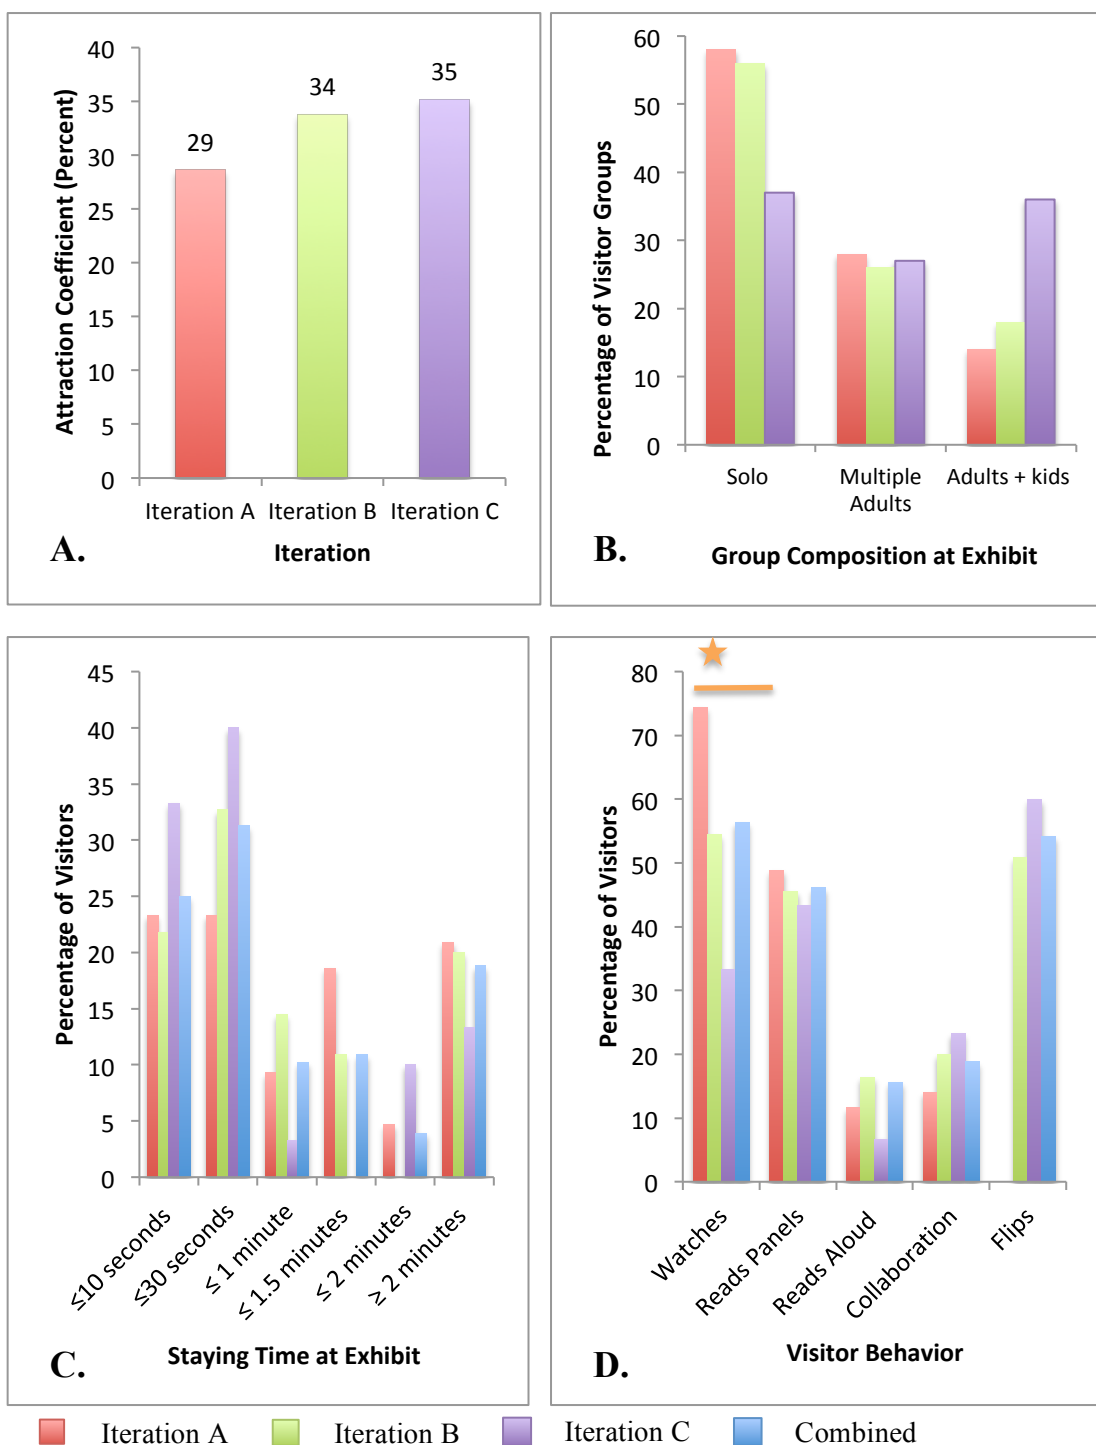 40
35
30
25
20
15
10
5
0
Attraction Coefficient (Percent)
29
34
35
Iteration A Iteration B Iteration C
A.
Iteration
60
50
40
30
20
10
0
Percentage of Visitor Groups
Solo
Multiple
Adults
Adults + kids
B.
Group Composition at Exhibit
45
40
35
30
25
20
15
10
5
0
Percentage of Visitors
≤10 seconds
≤30 seconds
≤ 1 minute
≤ 1.5 minutes
≤ 2 minutes
≥ 2 minutes
C.
Staying Time at Exhibit
80
70
60
50
40
30
20
10
0
Percentage of Visitors
Watches
Reads Panels
Reads Aloud
Collaboration
Flips
D.
Visitor Behavior
Iteration A Iteration B Iteration C Combined